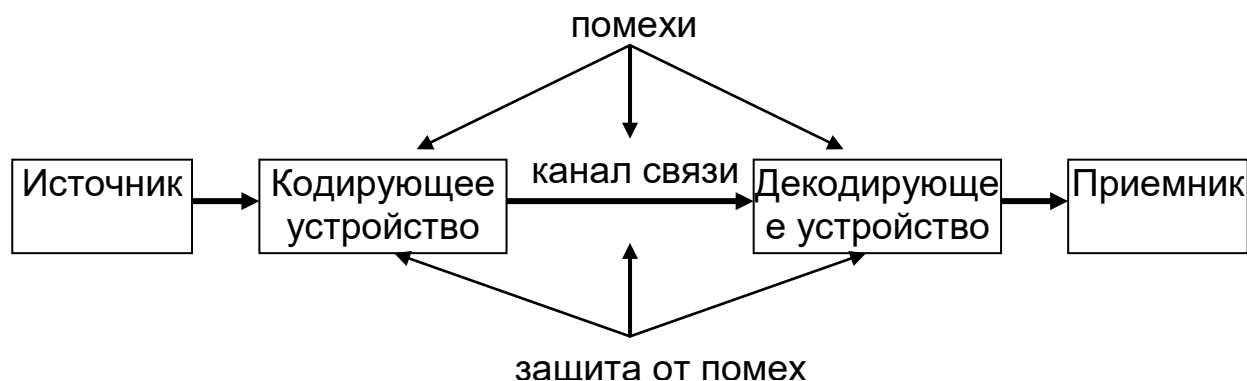 помехи
канал связи
Источник
Кодирующее
устройство
Декодирующе
е устройство
Приемник
защита от помех